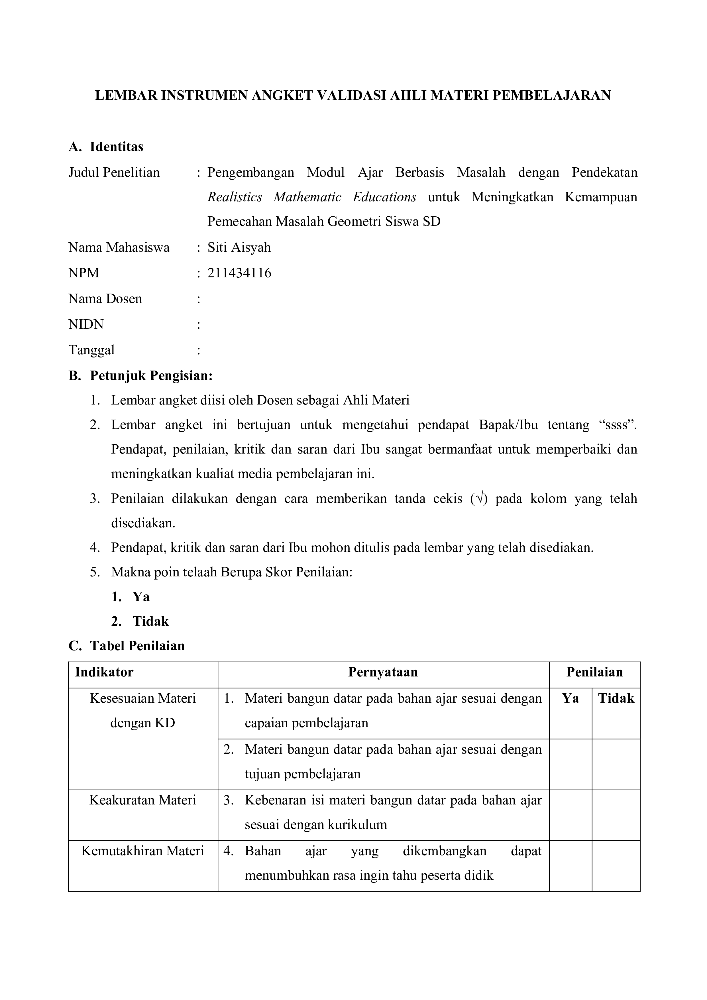 LEMBAR INSTRUMEN ANGKET VALIDASI AHLI MATERI PEMBELAJARAN
A. Identitas
Judul Penelitian : Pengembangan Modul Ajar Berbasis Masalah dengan Pendekatan
Realistics Mathematic Educations untuk Meningkatkan Kemampuan
Pemecahan Masalah Geometri Siswa SD
Nama Mahasiswa : Siti Aisyah
NPM : 211434116
Nama Dosen :
NIDN :
Tanggal :
B. Petunjuk Pengisian:
1. Lembar angket diisi oleh Dosen sebagai Ahli Materi
2. Lembar angket ini bertujuan untuk mengetahui pendapat Bapak/Ibu tentang “ssss”.
Pendapat, penilaian, kritik dan saran dari Ibu sangat bermanfaat untuk memperbaiki dan
meningkatkan kualiat media pembelajaran ini.
3. Penilaian dilakukan dengan cara memberikan tanda cekis (√) pada kolom yang telah
disediakan.
4. Pendapat, kritik dan saran dari Ibu mohon ditulis pada lembar yang telah disediakan.
5. Makna poin telaah Berupa Skor Penilaian:
1. Ya
2. Tidak
C. Tabel Penilaian
Indikator Pernyataan Penilaian
Kesesuaian Materi 1. Materi bangun datar pada bahan ajar sesuai dengan Ya Tidak
dengan KD capaian pembelajaran
2. Materi bangun datar pada bahan ajar sesuai dengan
tujuan pembelajaran
Keakuratan Materi 3. Kebenaran isi materi bangun datar pada bahan ajar
sesuai dengan kurikulum
Kemutakhiran Materi 4. Bahan ajar yang dikembangkan dapat
menumbuhkan rasa ingin tahu peserta didik